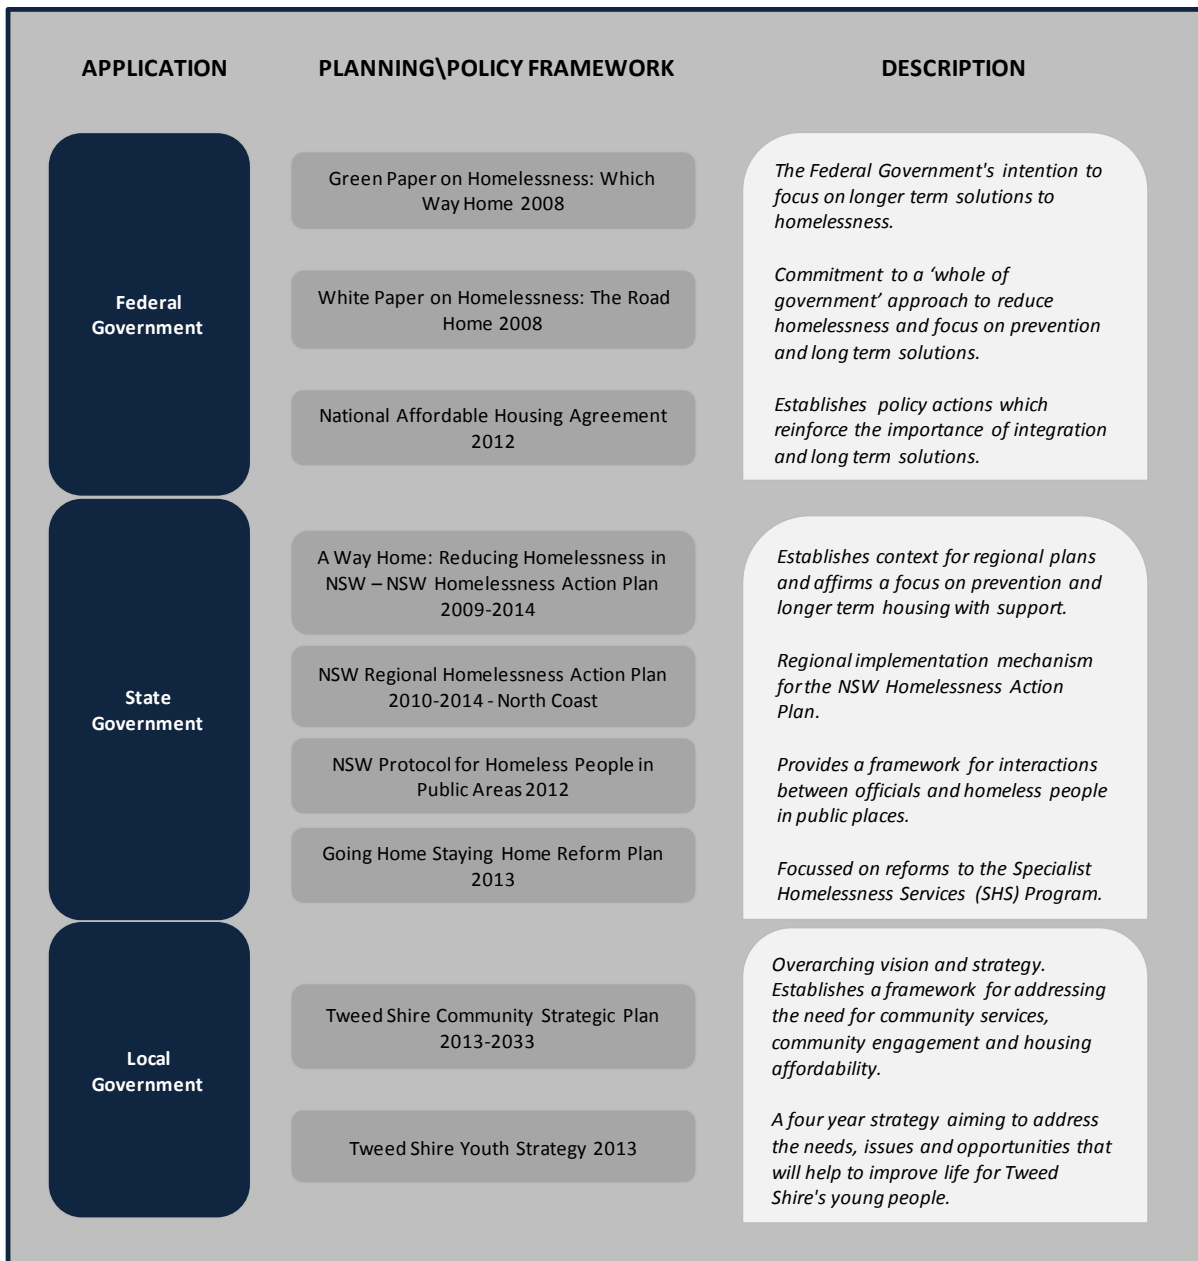 APPLICATION
PLANNING\POLICY FRAMEWORK
DESCRIPTION
Federal
Government
Green Paper on Homelessness: Which
Way Home 2008
White Paper on Homelessness: The Road
Home 2008
National Affordable Housing Agreement
2012
The Federal Government's intention to
focus on longer term solutions to
homelessness.
Commitment to a ‘whole of
government’ approach to reduce
homelessness and focus on prevention
and long term solutions.
Establishes policy actions which
reinforce the importance of integration
and long term solutions.
State
Government
A Way Home: Reducing Homelessness in
NSW – NSW Homelessness Action Plan
2009-2014
NSW Regional Homelessness Action Plan
2010-2014 - North Coast
NSW Protocol for Homeless People in
Public Areas 2012
Going Home Staying Home Reform Plan
2013
Establishes context for regional plans
and affirms a focus on prevention and
longer term housing with support.
Regional implementation mechanism
for the NSW Homelessness Action
Plan.
Provides a framework for interactions
between officials and homeless people
in public places.
Focussed on reforms to the Specialist
Homelessness Services (SHS) Program.
Local
Government
Tweed Shire Community Strategic Plan
2013-2033
Tweed Shire Youth Strategy 2013
Overarching vision and strategy.
Establishes a framework for addressing
the need for community services,
community engagement and housing
affordability.
A four year strategy aiming to address
the needs, issues and opportunities that
will help to improve life for Tweed
Shire's young people.